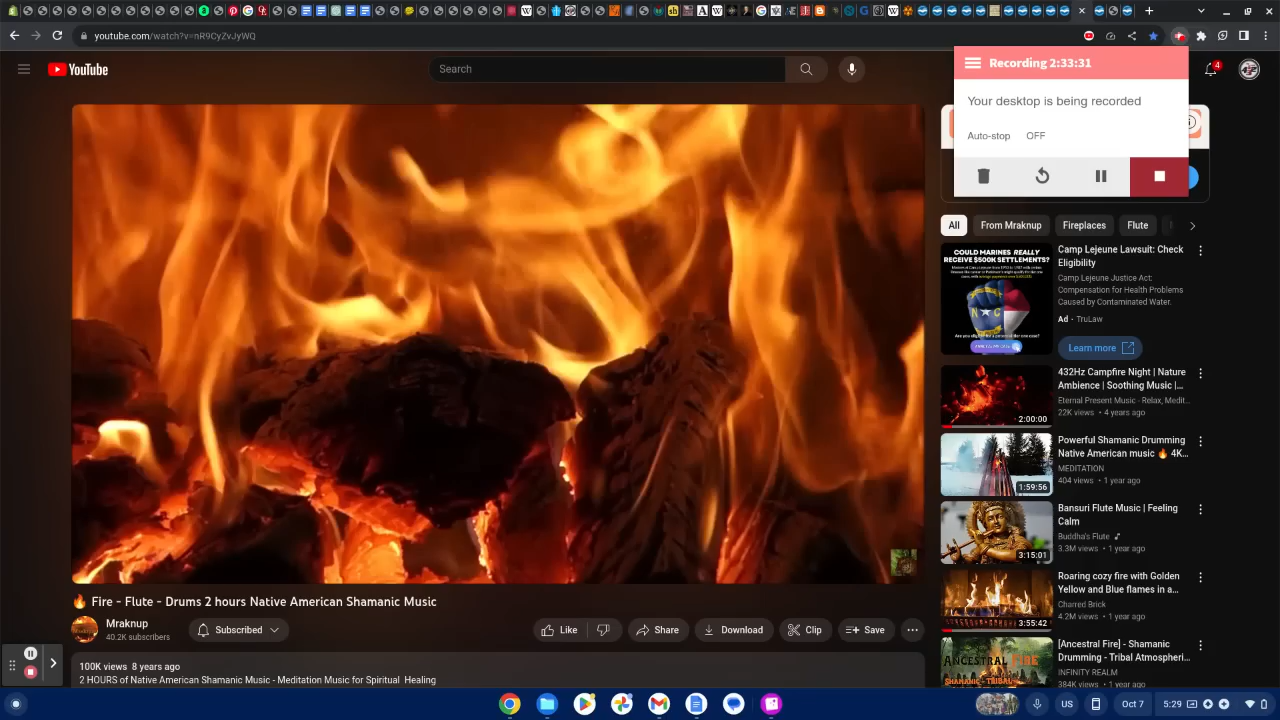 youtube.com/watch?v=nR9CyZvJyWQ
YouTube
Search
4
Recording 2:33:31
Your desktop is being recorded
Auto-stop OFF
All
From Mraknup
Fireplaces
Flute
COULD MARINES REALLY
RECEIVE $500K SETTLEMENTS?
N C
Camp Lejeune Lawsuit: Check
Eligibility
Camp Lejeune Justice Act:
Compensation for Health Problems
Caused by Contaminated Water.
Ad • TruLaw
Learn more
2:00:00
432Hz Campfire Night | Nature
Ambience | Soothing Music |...
Eternal Present Music - Relax, Medit...
22K views • 4 years ago
1:59:56
Powerful Shamanic Drumming
Native American music 🔥 4K...
MEDITATION
404 views • 1 year ago
3:15:01
Bansuri Flute Music | Feeling
Calm
Buddha's Flute
3.3M views • 1 year ago
3:55:42
Roaring cozy fire with Golden
Yellow and Blue flames in a...
Charred Brick
4.2M views • 1 year ago
ANCESTRAL FIRE
SHAMANIC - TRIBAL
[Ancestral Fire] - Shamanic
Drumming - Tribal Atmospheri...
INFINITY REALM
384K views • 1 year ago
🔥 Fire - Flute - Drums 2 hours Native American Shamanic Music
Mraknup
40.2K subscribers
Subscribed
Like
Share
Download
Clip
Save
100K views 8 years ago
2 HOURS of Native American Shamanic Music - Meditation Music for Spiritual Healing
US
Oct 7
5:29